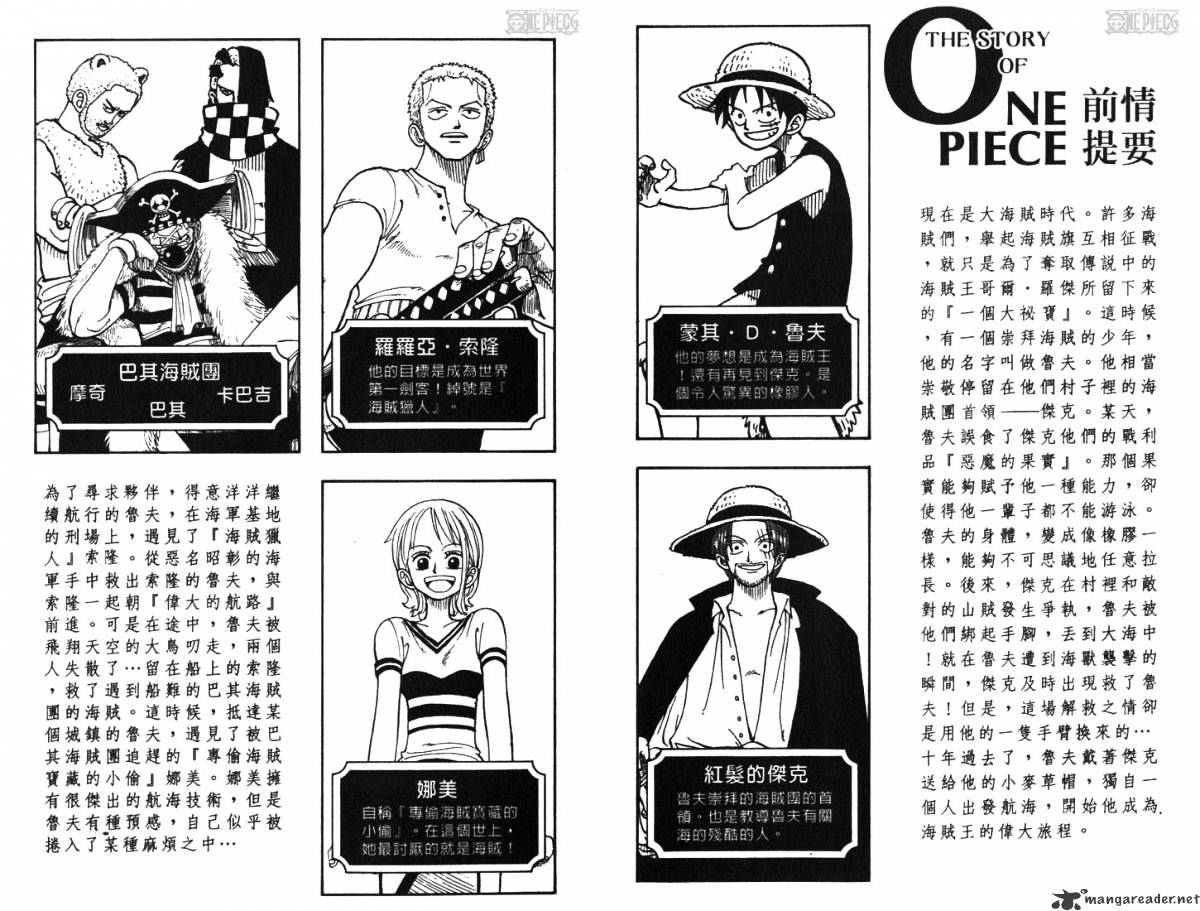 THE STORY
OF
ONE
PIECE
前情
提要
現在是大海賊時代。許多海
賊們，舉起海賊旗互相征戰
，就只是為了奪取傳說中的
海賊王哥爾・羅傑所留下來
的『一個大祕寶』。這時候
，有一個崇拜海賊的少年，
他的名字叫做魯夫。他相當
崇敬停留在他們村子裡的海
賊團首領——傑克。某天，
魯夫誤食了傑克他們的戰利
品『惡魔的果實』。那個果
實能夠賦予他一種能力，卻
使得他一輩子都不能游泳。
魯夫的身體，變成像橡膠一
樣，能夠不可思議地任意拉
長。後來，傑克在村裡和敵
對的山賊發生爭執，魯夫被
他們綁起手腳，丟到大海中
！就在魯夫遭到海獸襲擊的
瞬間，傑克及時出現救了魯
夫！但是，這場解救之情卻
是用他的一隻手臂換來的…
十年過去了，魯夫戴著傑克
送給他的小麥草帽，獨自一
個人出發航海，開始他成為
海賊王的偉大旅程。
ONE PIECE
蒙其・D・魯夫
他的夢想是成為海賊王
！還有再見到傑克。是
個令人驚異的橡膠人。
紅髮的傑克
魯夫崇拜的海賊團的首
領。也是教導魯夫有關
海的殘酷的人。
ONE PIECE
羅羅亞・索隆
他的目標是成為世界
第一劍客！綽號是『
海賊獵人』。
娜美
自稱『專偷海賊寶藏的
小偷』。在這個世上，
她最討厭的就是海賊！
巴其海賊團
摩奇
卡巴吉
巴其
為了尋求夥伴，得意洋洋繼
續航行的魯夫，在海軍基地
的刑場上，遇見了『海賊獵
人』索隆。從惡名昭彰的海
軍手中救出索隆的魯夫，與
索隆一起朝『偉大的航路』
前進。可是在途中，魯夫被
飛翔天空的大鳥叨走，兩個
人失散了…留在船上的索隆
，救了遇到船難的巴其海賊
團的海賊。這時候，抵達某
個城鎮的魯夫，遇見了被巴
其海賊團追趕的『專偷海賊
寶藏的小偷』娜美。娜美擁
有很傑出的航海技術，但是
魯夫有種預感，自己似乎被
捲入了某種麻煩之中…
mangareader.net